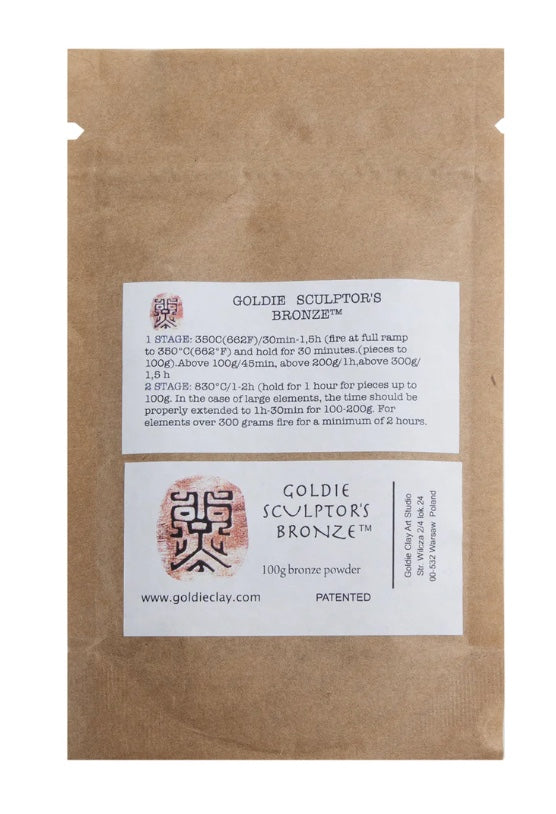 GOLDIE SCULPTOR'S
BRONZE™
1 STAGE: 350C(662F)/30min-1,5h (fire at full ramp
to 350°C(662°F) and hold for 30 minutes.(pieces to
100g).Above 100g/45min, above 200g/1h,above 300g/
1,5 h
2 STAGE: 830°C/1-2h (hold for 1 hour for pieces up to
100g. In the case of large elements, the time should be
properly extended to 1h-30min for 100-200g. For
elements over 300 grams fire for a minimum of 2 hours.
GOLDIE
SCULPTOR'S
BRONZE™
100g bronze powder
www.goldieclay.com
PATENTED
Goldie Clay Art Studio
Str. Wilcza 2/4 lok 24
00-532 Warsaw Poland